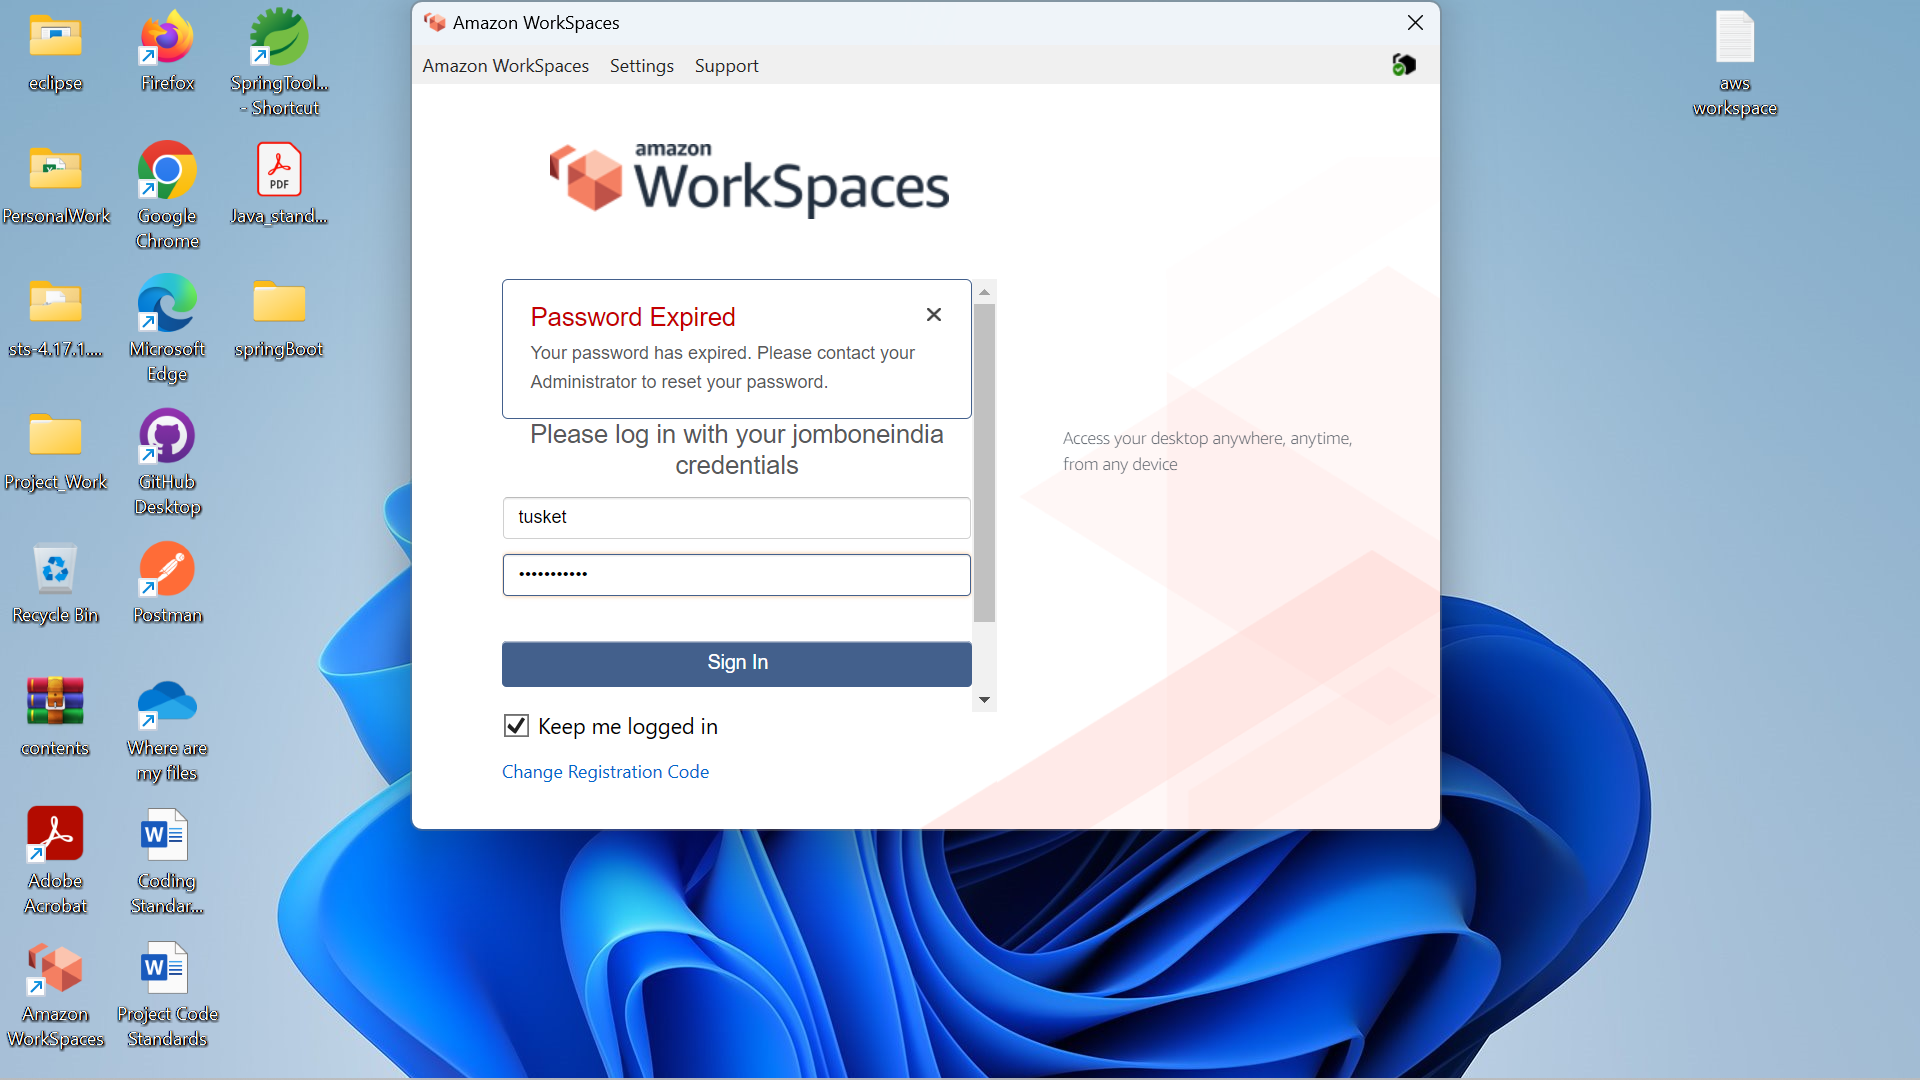 eclipse
Firefox
SpringTool...
- Shortcut
PersonalWork
Google
Chrome
PDF
Java_stand...
sts-4.17.1....
Microsoft
Edge
springBoot
Project_Work
GitHub
Desktop
Recycle Bin
Postman
contents
Where are
my files
Adobe
Acrobat
W
Coding
Standar...
Amazon
WorkSpaces
W
Project Code
Standards
Amazon WorkSpaces
Amazon WorkSpaces Settings Support
amazon
WorkSpaces
Password Expired
Your password has expired. Please contact your
Administrator to reset your password.
Please log in with your jomboneindia
credentials
tusket
•••••••••••
Sign In
Keep me logged in
Change Registration Code
Access your desktop anywhere, anytime,
from any device
aws
workspace